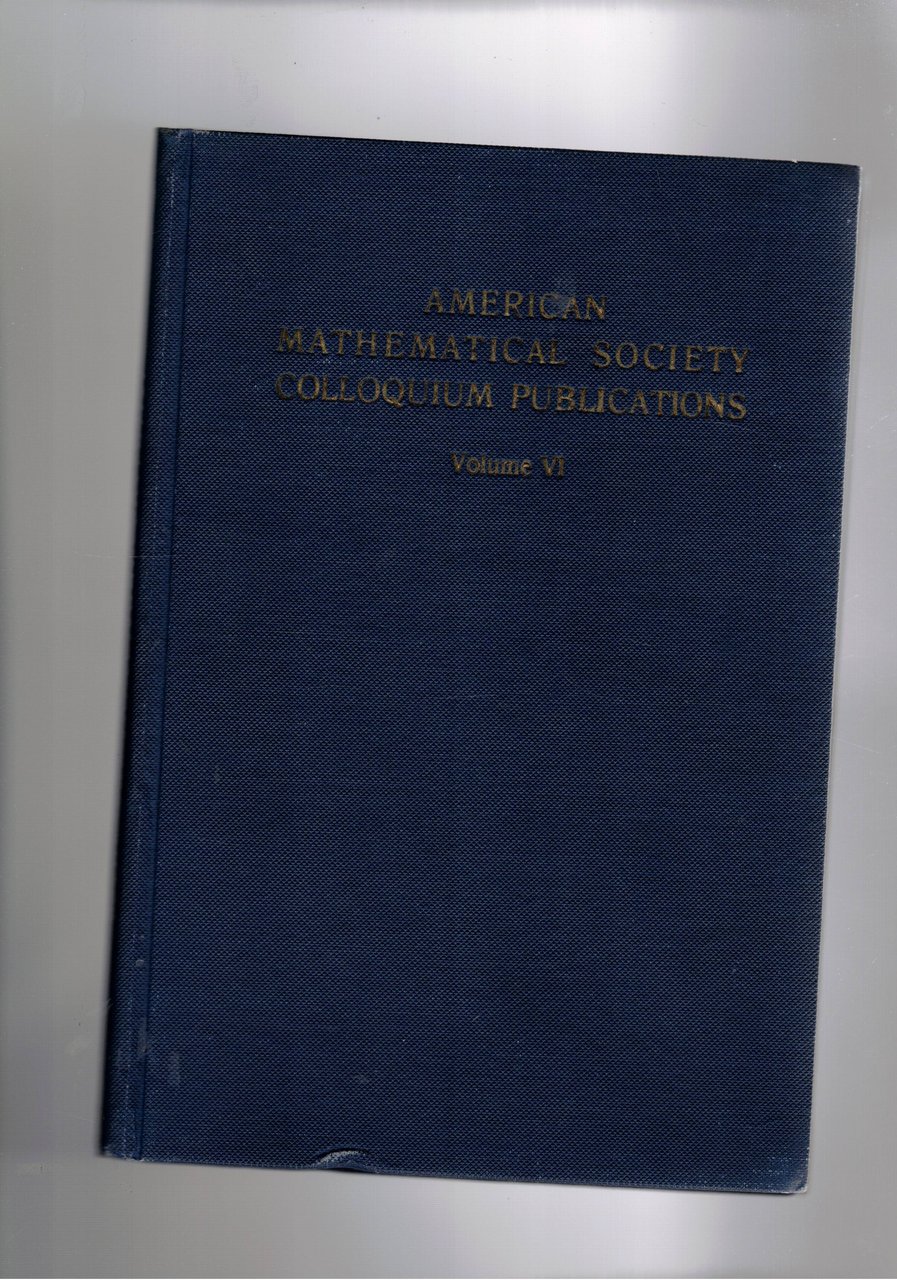 AMERICAN
MATHEMATICAL SOCIETY
COLLOQUIUM PUBLICATIONS
Volume VI